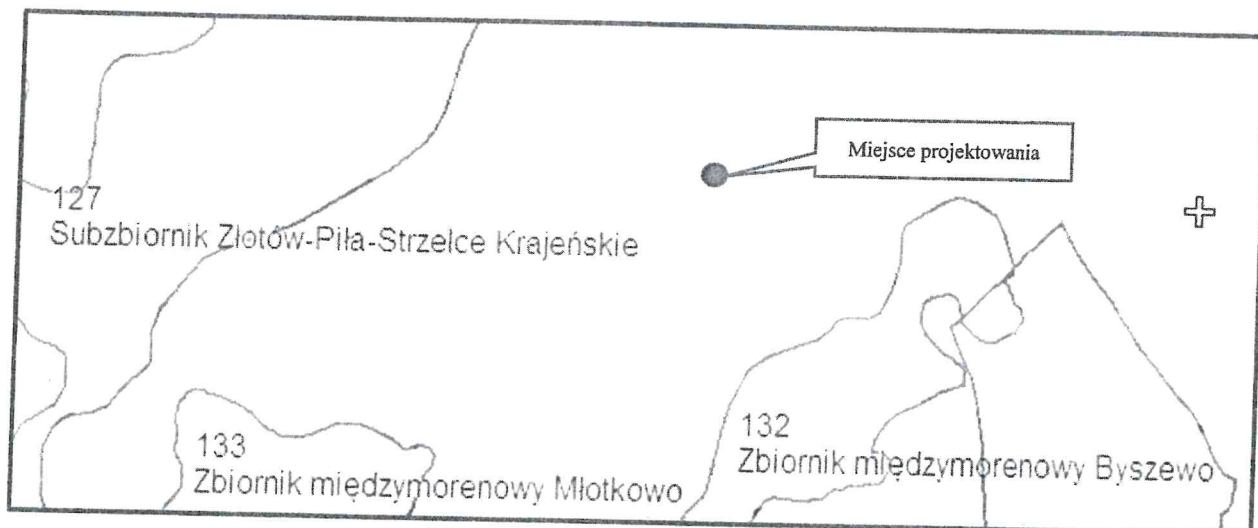 Miejsce projektowania
127
Subzbiornik Złotów-Piła-Strzelce Krajeńskie
133
Zbiornik międzymorenowy Młotkowo
132
Zbiornik międzymorenowy Byszewo